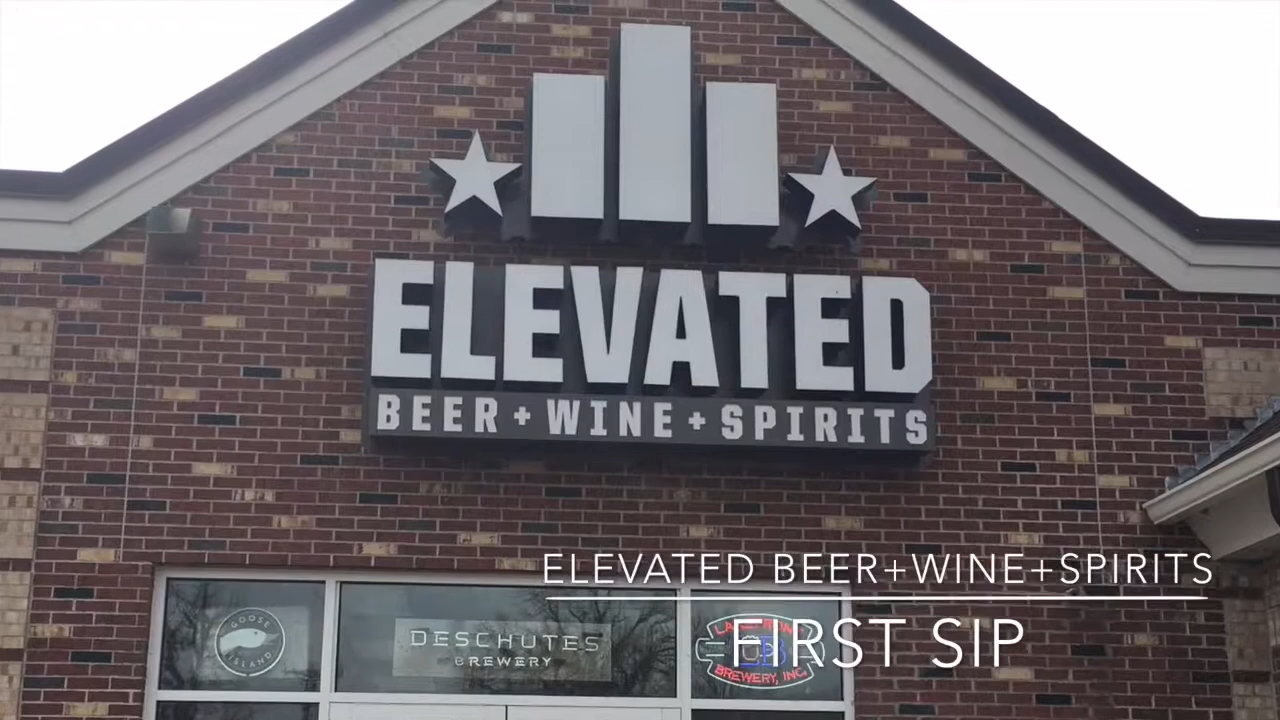 ELEVATED
BEER + WINE + SPIRITS
ELEVATED BEER+WINE+SPIRITS
FIRST SIP
GOOSE
ISLAND
DESCHUTES
BREWERY
BREWERY, INC.